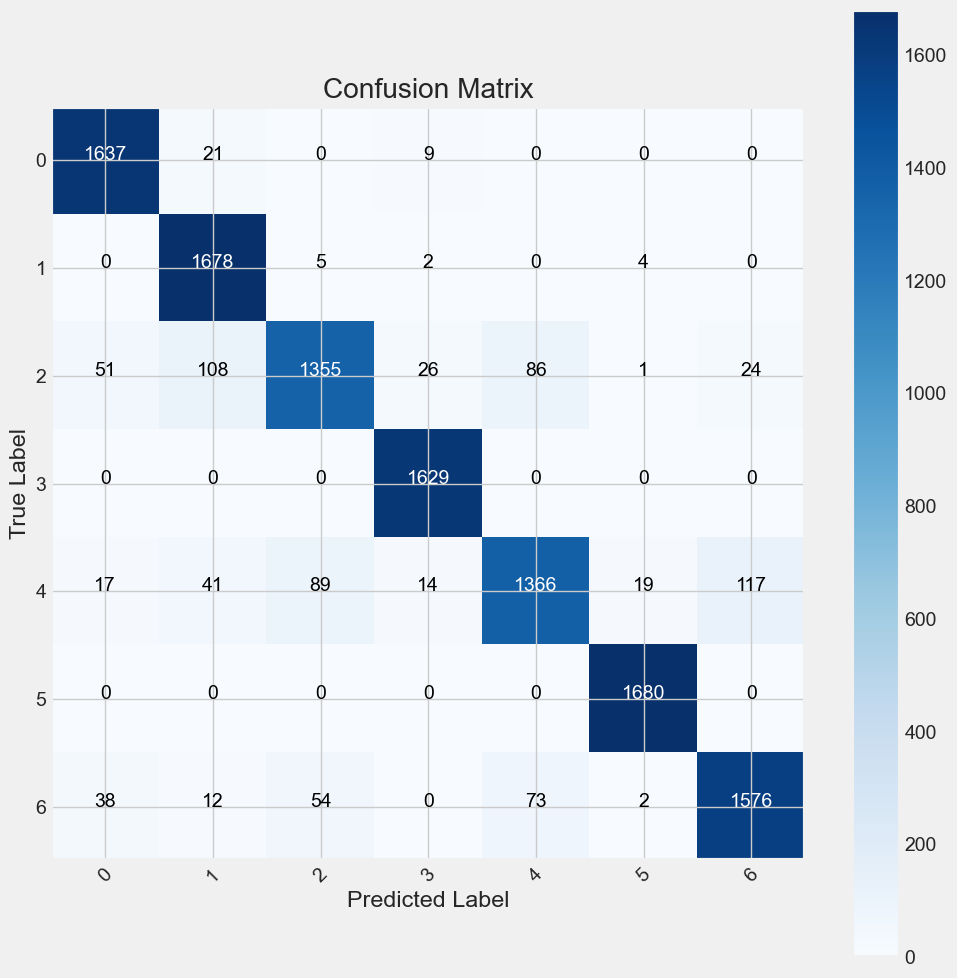 Confusion Matrix
0 1637 21 0 9 0 0 0
1 0 1678 5 2 0 4 0
2 51 108 1355 26 86 1 24
3 0 0 0 1629 0 0 0
4 17 41 89 14 1366 19 117
5 0 0 0 0 0 1680 0
6 38 12 54 0 73 2 1576
0 1 2 3 4 5 6
True Label
Predicted Label
1600
1400
1200
1000
800
600
400
200
0